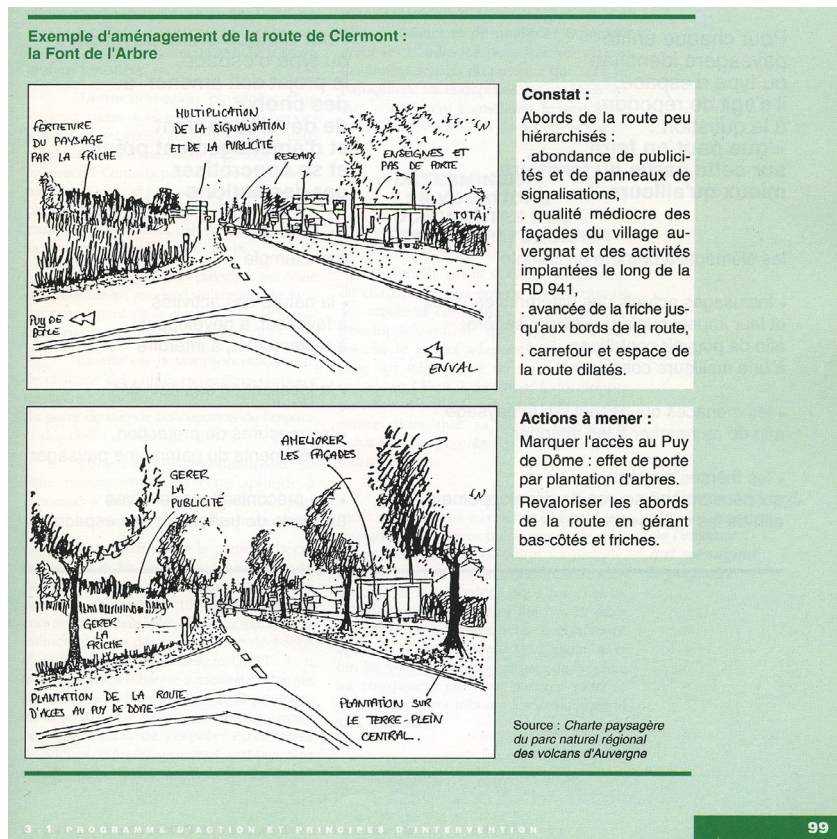 Exemple d'aménagement de la route de Clermont :
la Font de l'Arbre
FERMETURE
DU PAYSAGE
PAR LA FRICHE
MULTIPLICATION
DE LA SIGNALISATION
ET DE LA PUBLICITÉ
RESEAUX
ENSEIGNES ET
PAS DE PORTE
TOTAL
PUY DE
DÔME
ENVAL
Constat :
Abords de la route peu
hiérarchisés :
. abondance de publici-
tés et de panneaux de
signalisations,
. qualité médiocre des
façades du village au-
vergnat et des activités
implantées le long de la
RD 941,
. avancée de la friche jus-
qu'aux bords de la route,
. carrefour et espace de
la route dilatés.
GERER
LA
PUBLICITÉ
AMELIORER
LES FAÇADES
GERER
LA
FRICHE
PLANTATION DE LA ROUTE
D'ACCES AU PUY DE DOME
PLANTATION SUR
LE TERRE-PLEIN
CENTRAL.
Actions à mener :
Marquer l'accès au Puy
de Dôme : effet de porte
par plantation d'arbres.
Revaloriser les abords
de la route en gérant
bas-côtés et friches.
Source : Charte paysagère
du parc naturel régional
des volcans d'Auvergne
3 - 1 PROGRAMME D'ACTION ET PRINCIPES D'INTERVENTION
99